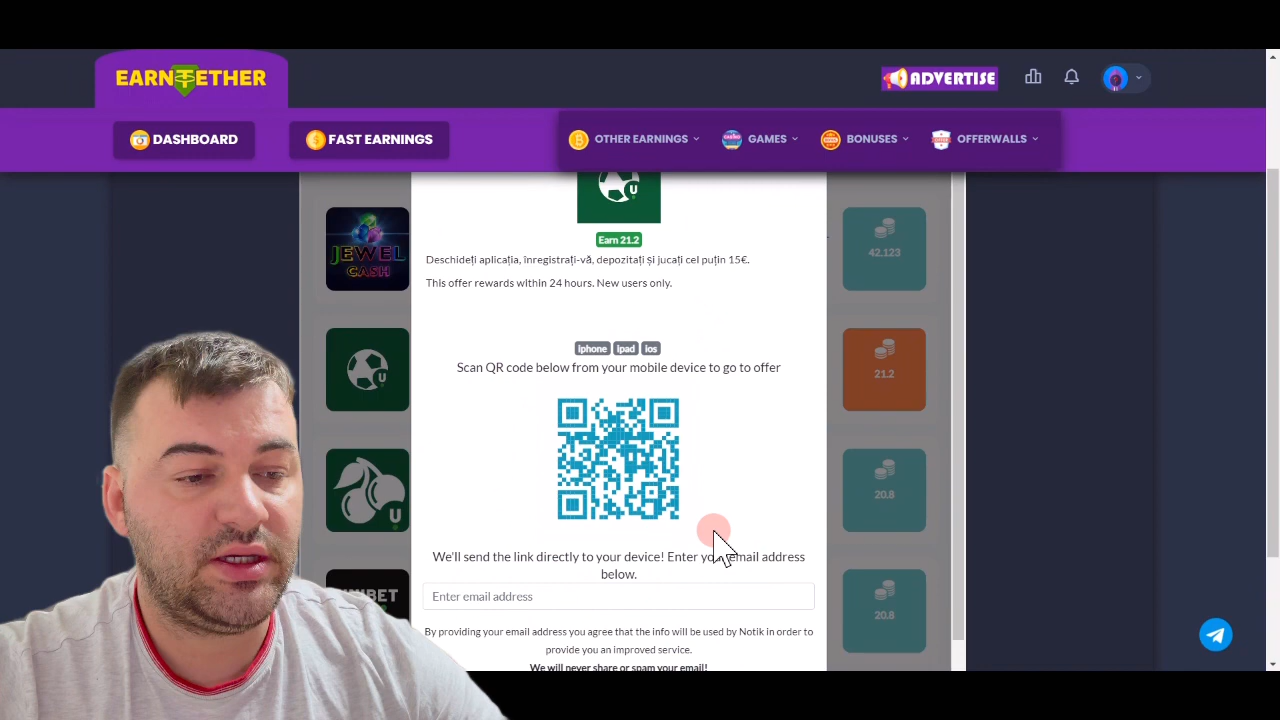 EARNTETHER
ADVERTISE
DASHBOARD
FAST EARNINGS
OTHER EARNINGS
GAMES
BONUSES
OFFERWALLS
U
Earn 21.2
JEWEL
CASH
42.123
Deschideți aplicația, înregistrați-vă, depozitați și jucați cel puțin 15€.
This offer rewards within 24 hours. New users only.
iphone ipad ios
21.2
Scan QR code below from your mobile device to go to offer
U
20.8
We'll send the link directly to your device! Enter your email address
below.
Enter email address
UNIBET
20.8
By providing your email address you agree that the info will be used by Notik in order to
provide you an improved service.
We will never share or spam your email!